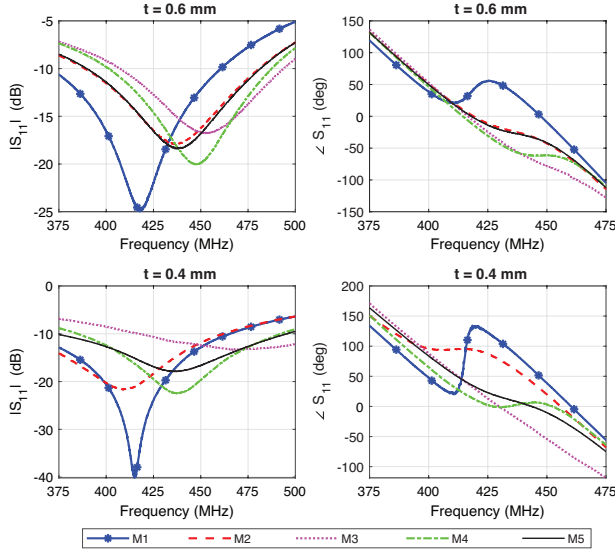 t = 0.6 mm
-5
-10
-15
-20
-25
|S11| (dB)
375 400 425 450 475 500
Frequency (MHz)
t = 0.6 mm
150
100
50
0
-50
-100
-150
∠ S11 (deg)
375 400 425 450 475
Frequency (MHz)
t = 0.4 mm
0
-10
-20
-30
-40
|S11| (dB)
375 400 425 450 475 500
Frequency (MHz)
t = 0.4 mm
200
150
100
50
0
-50
-100
∠ S11 (deg)
375 400 425 450 475
Frequency (MHz)
M1 M2 M3 M4 M5